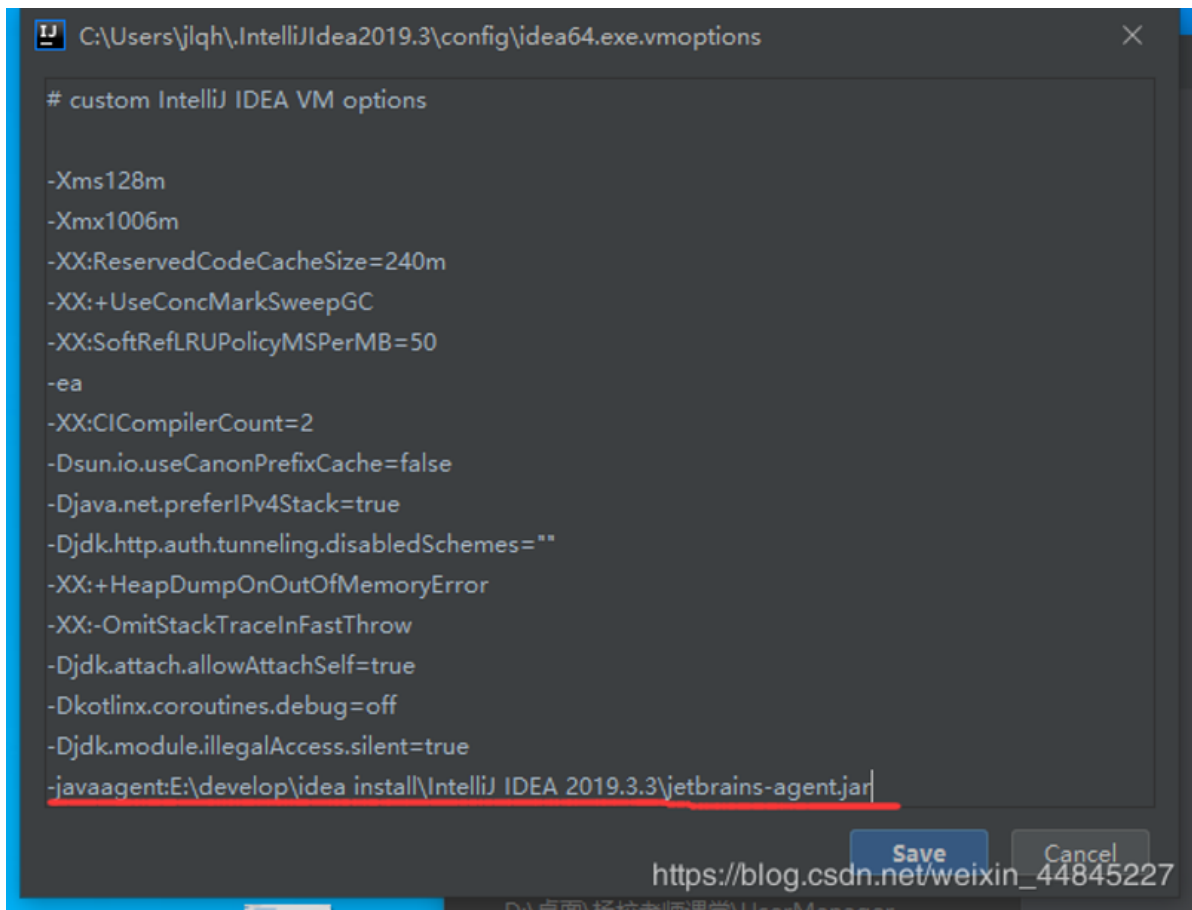 C:\Users\jlqh\.IntelliJIdea2019.3\config\idea64.exe.vmoptions
# custom IntelliJ IDEA VM options
-Xms128m
-Xmx1006m
-XX:ReservedCodeCacheSize=240m
-XX:+UseConcMarkSweepGC
-XX:SoftRefLRUPolicyMSPerMB=50
-ea
-XX:CICompilerCount=2
-Dsun.io.useCanonPrefixCache=false
-Djava.net.preferIPv4Stack=true
-Djdk.http.auth.tunneling.disabledSchemes=""
-XX:+HeapDumpOnOutOfMemoryError
-XX:-OmitStackTraceInFastThrow
-Djdk.attach.allowAttachSelf=true
-Dkotlinx.coroutines.debug=off
-Djdk.module.illegalAccess.silent=true
-javaagent:E:\develop\idea install\IntelliJ IDEA 2019.3.3\jetbrains-agent.jar
Save Cancel
https://blog.csdn.net/weixin_44845227